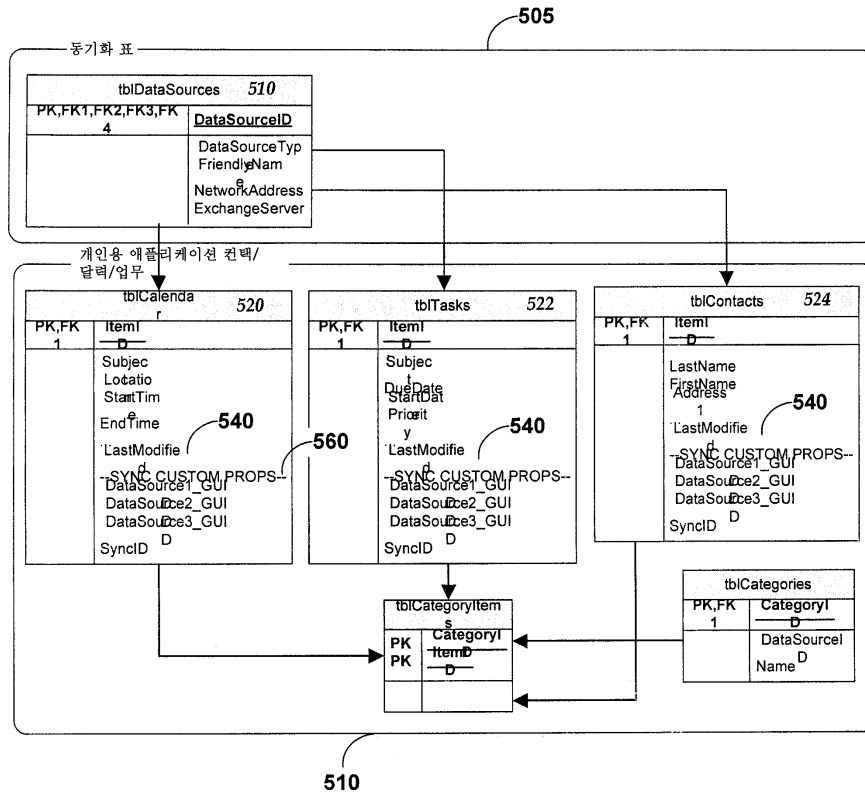 505
동기화 표
tblDataSources 510
PK,FK1,FK2,FK3,FK4
DataSourceID
DataSourceType
FriendlyName
NetworkAddress
ExchangeServer
개인용 애플리케이션 컨택/
달력/업무
tblCalendar 520
PK,FK1
ItemID
Subject
Location
StartTime
EndTime
...
LastModified
--SYNC CUSTOM PROPS--
DataSource1_GUID
DataSource2_GUID
DataSource3_GUID
SyncID
540
560
tblTasks 522
PK,FK1
ItemID
Subject
DueDate
StartDate
Priority
...
LastModified
--SYNC CUSTOM PROPS--
DataSource1_GUID
DataSource2_GUID
DataSource3_GUID
SyncID
540
tblContacts 524
PK,FK1
ItemID
LastName
FirstName
Address1
...
LastModified
--SYNC CUSTOM PROPS--
DataSource1_GUID
DataSource2_GUID
DataSource3_GUID
SyncID
540
tblCategoryItems
PK CategoryID
PK ItemID
tblCategories
PK,FK1
CategoryID
DataSourceID
Name
510